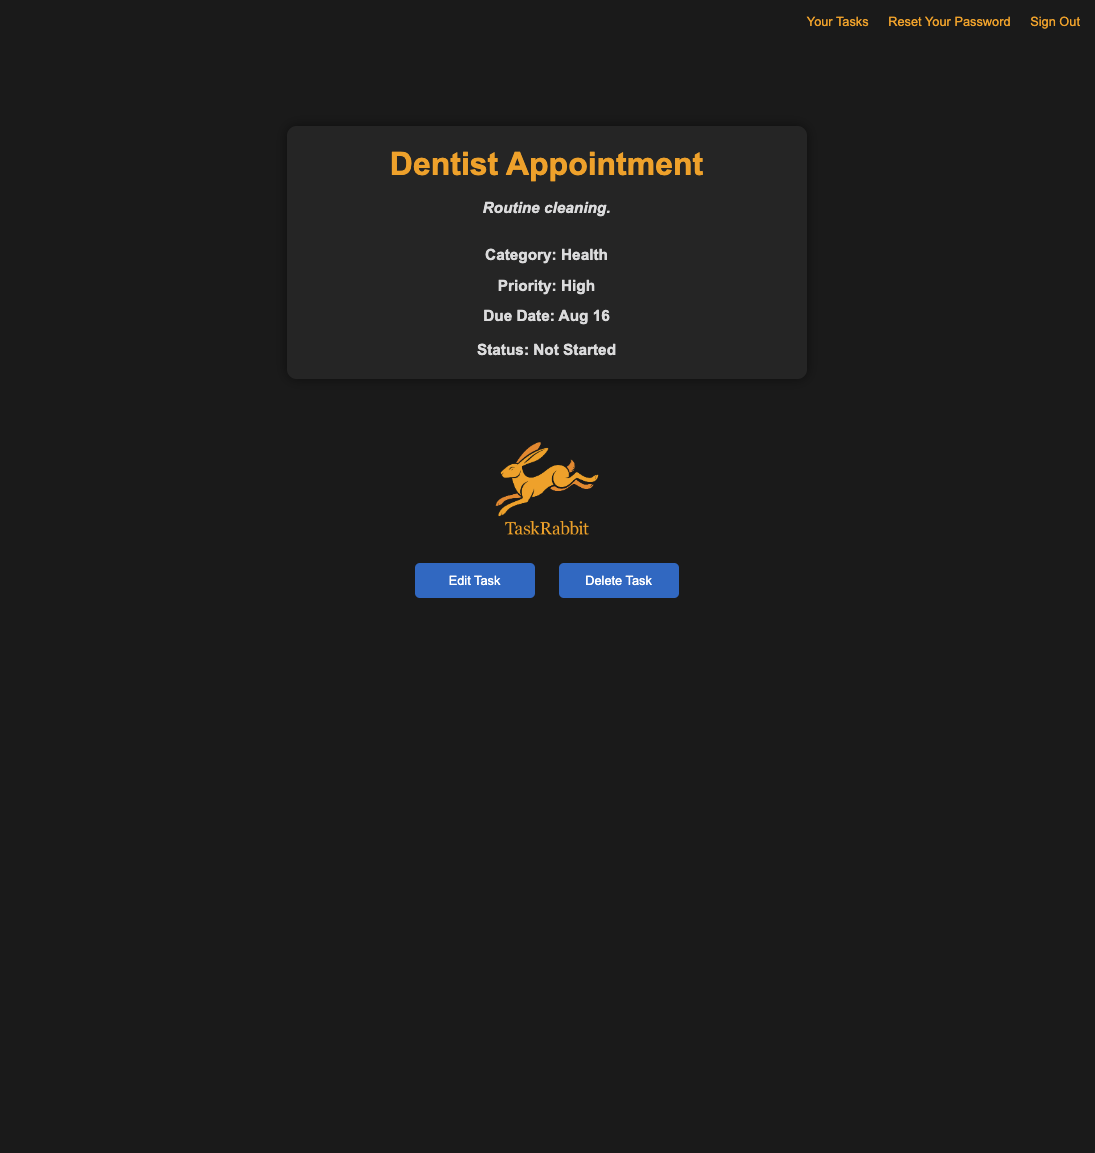 Your Tasks Reset Your Password Sign Out
Dentist Appointment
Routine cleaning.
Category: Health
Priority: High
Due Date: Aug 16
Status: Not Started
TaskRabbit
Edit Task Delete Task